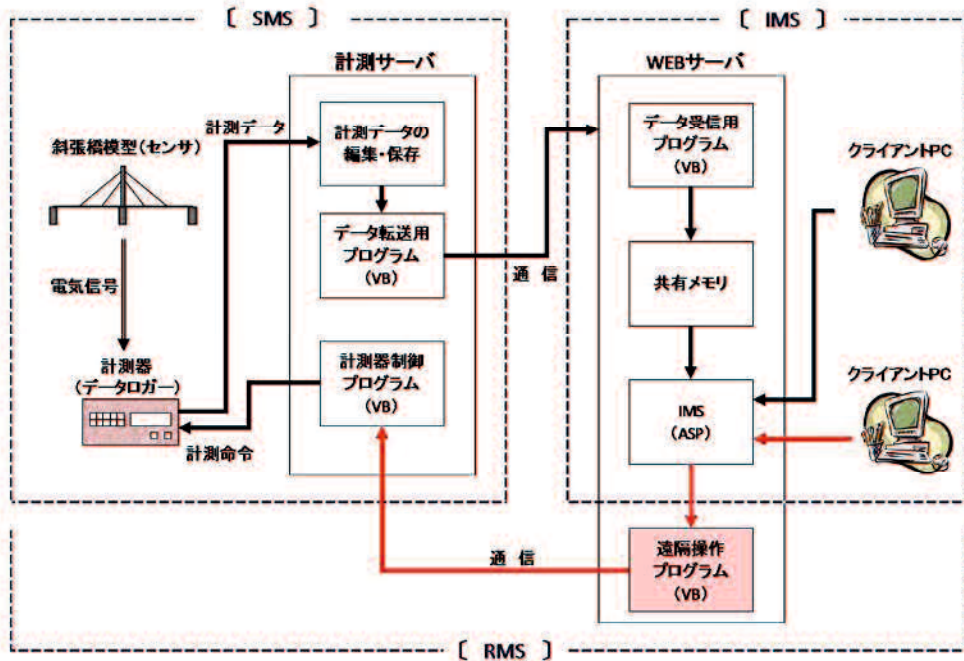 〔 SMS 〕
〔 IMS 〕
計測サーバ
WEBサーバ
計測データ
計測データの
編集・保存
データ受信用
プログラム
(VB)
斜張橋模型(センサ)
クライアントPC
データ転送用
プログラム
(VB)
通 信
共有メモリ
電気信号
計測器
(データロガー)
計測器制御
プログラム
(VB)
クライアントPC
IMS
(ASP)
計測命令
通 信
遠隔操作
プログラム
(VB)
〔 RMS 〕